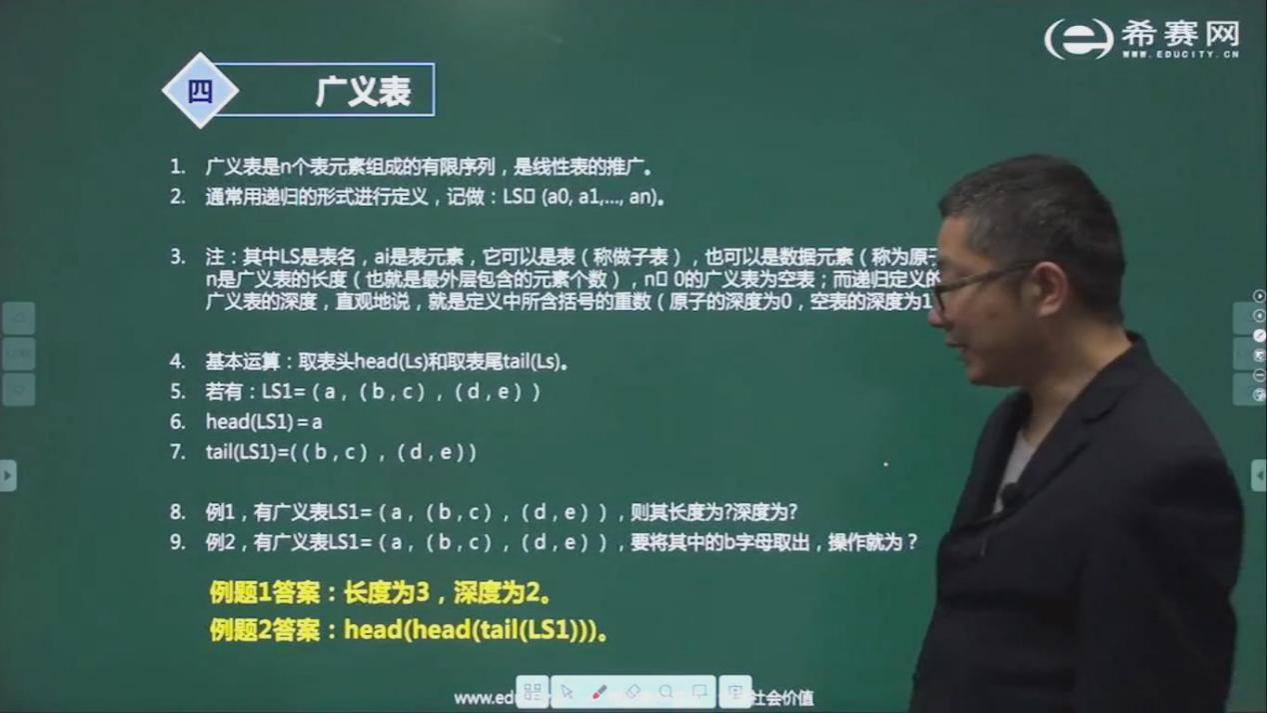 希赛网
WWW.EDUCITY.CN
四
广义表
1. 广义表是n个表元素组成的有限序列，是线性表的推广。
2. 通常用递归的形式进行定义，记做：LS (a0, a1,..., an)。
3. 注：其中LS是表名，ai是表元素，它可以是表（称做子表），也可以是数据元素（称为原子
n是广义表的长度（也就是最外层包含的元素个数），n 0的广义表为空表；而递归定义的
广义表的深度，直观地说，就是定义中所含括号的重数（原子的深度为0，空表的深度为1
4. 基本运算：取表头head(Ls)和取表尾tail(Ls)。
5. 若有：LS1=（a，（b，c），（d，e））
6. head(LS1)＝a
7. tail(LS1)=(（b，c），（d，e））
8. 例1，有广义表LS1=（a，（b，c），（d，e）），则其长度为?深度为?
9. 例2，有广义表LS1=（a，（b，c），（d，e）），要将其中的b字母取出，操作就为？
例题1答案：长度为3，深度为2。
例题2答案：head(head(tail(LS1)))。
www.ed 社会价值